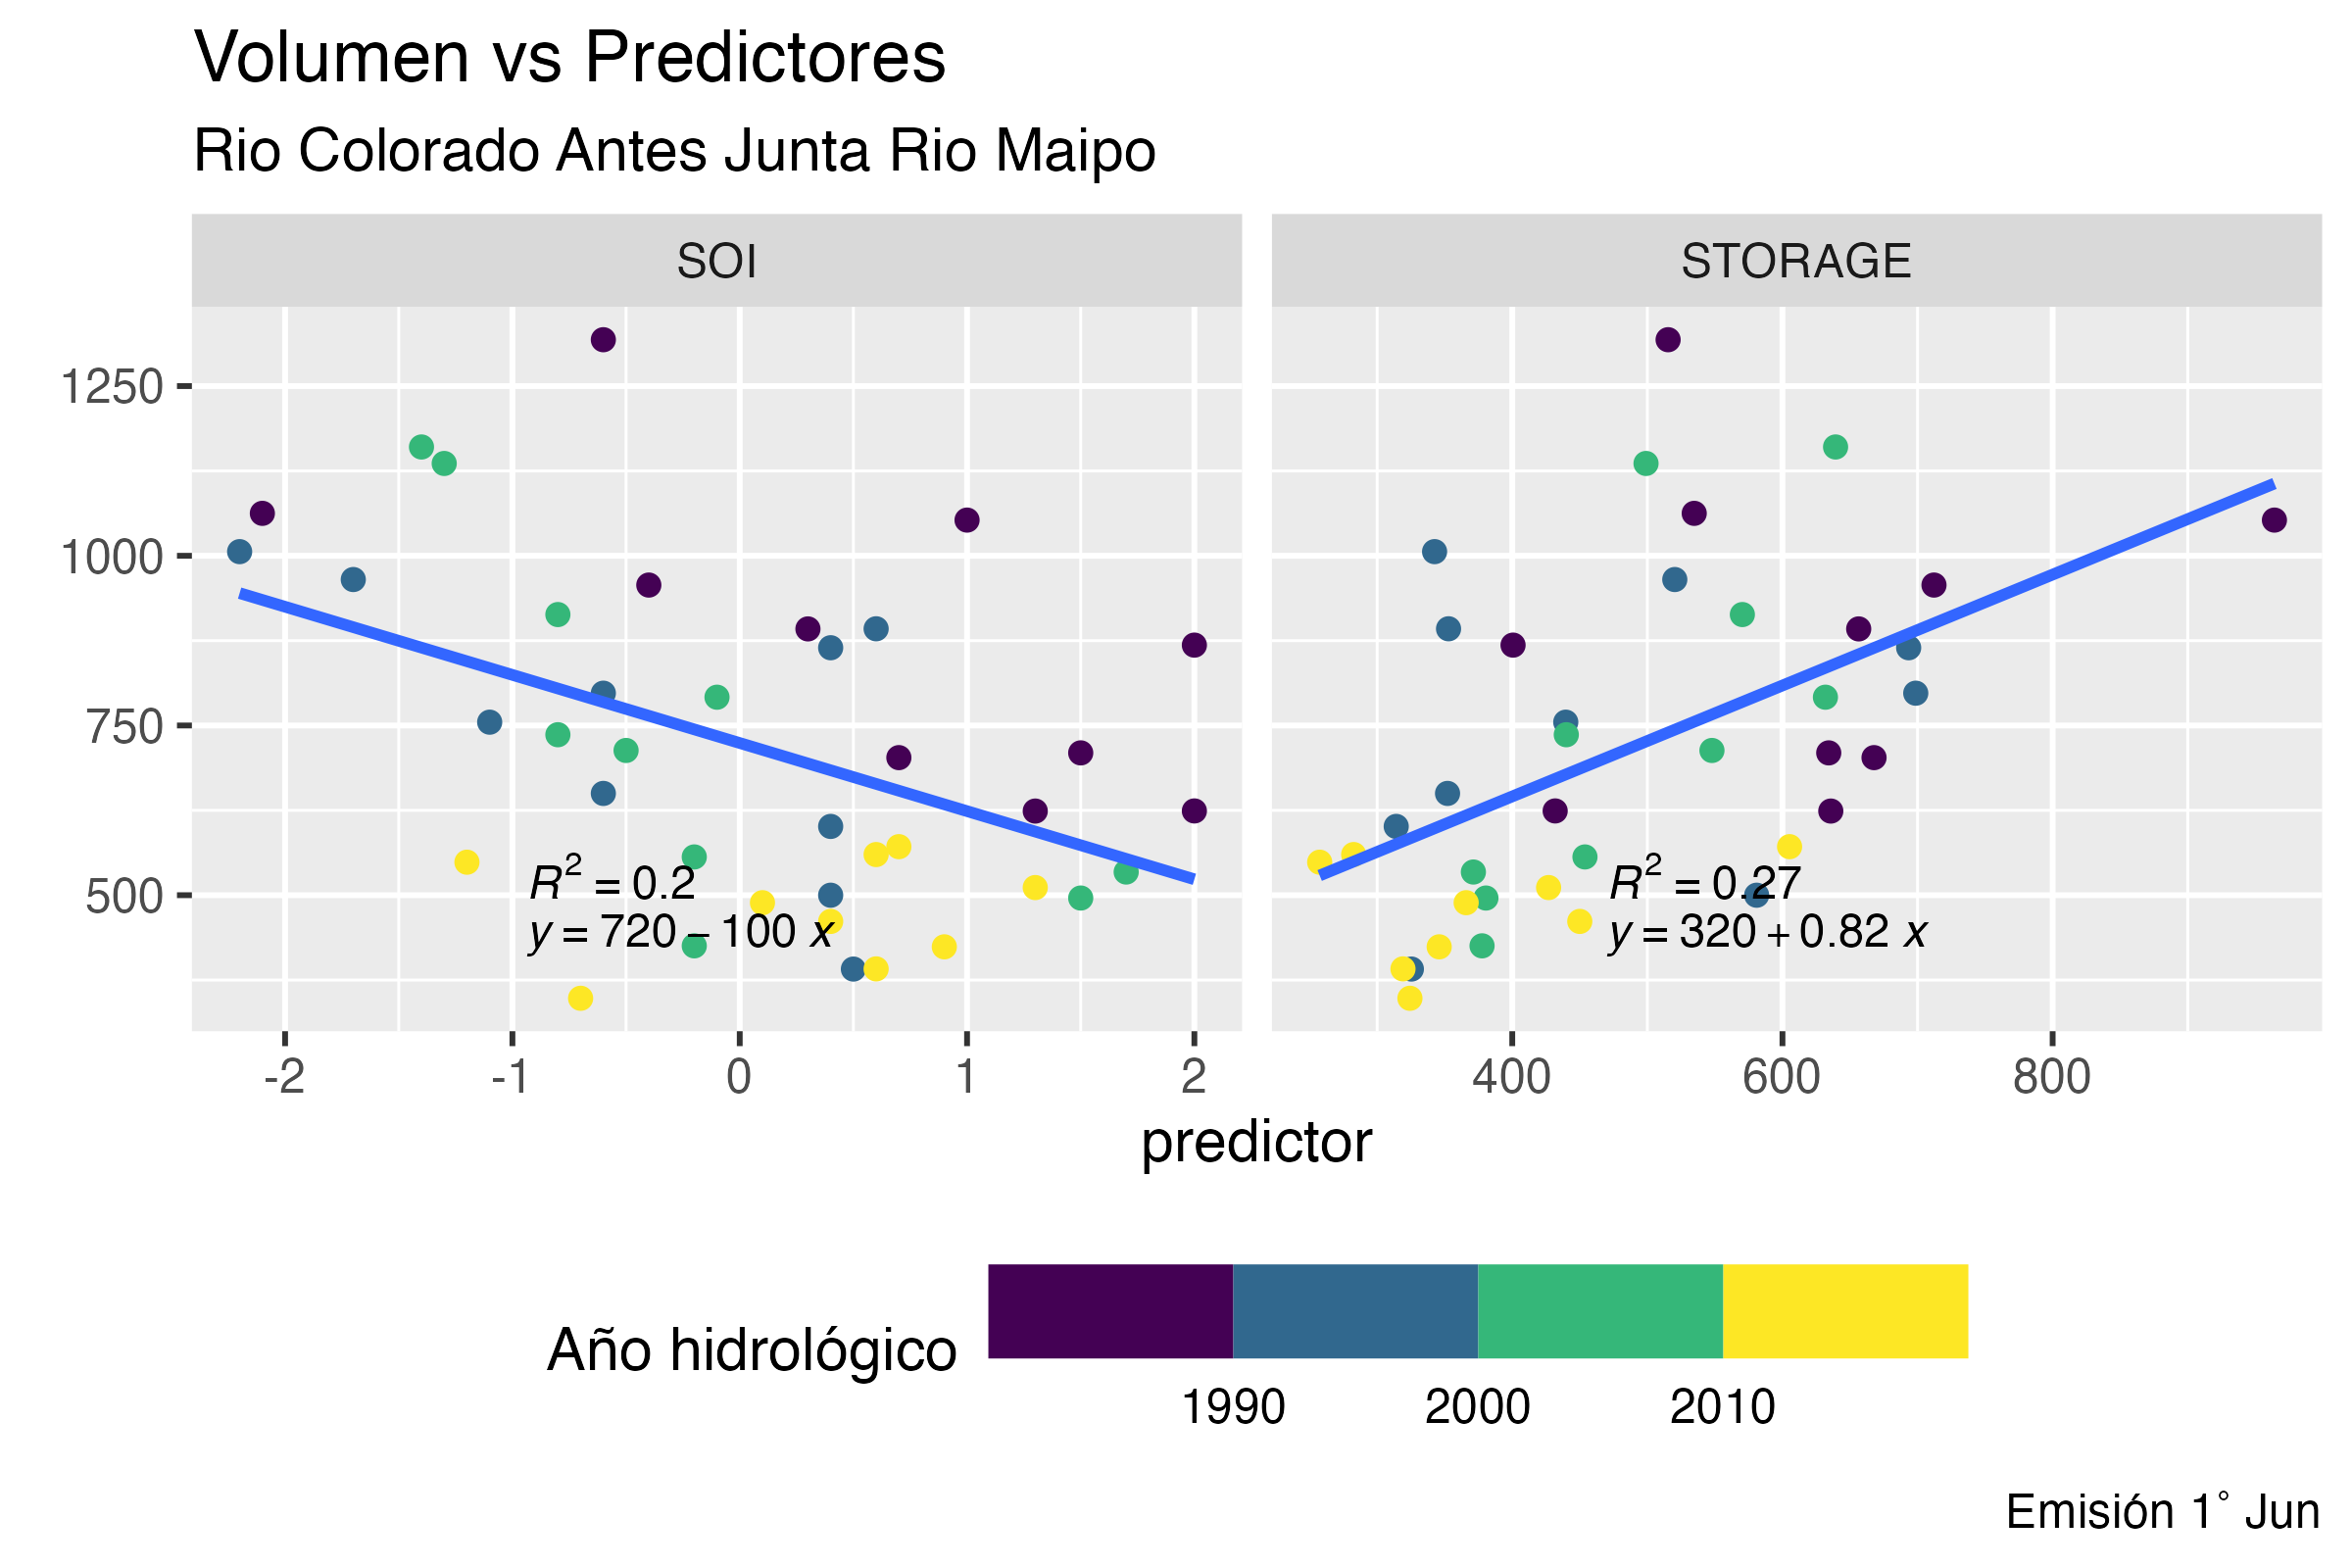 Volumen vs Predictores
Rio Colorado Antes Junta Rio Maipo
SOI STORAGE
1250
1000
750
500
R² = 0.2
y = 720 − 100 x
R² = 0.27
y = 320 + 0.82 x
-2 -1 0 1 2 400 600 800
predictor
Año hidrológico
1990 2000 2010
Emisión 1° Jun